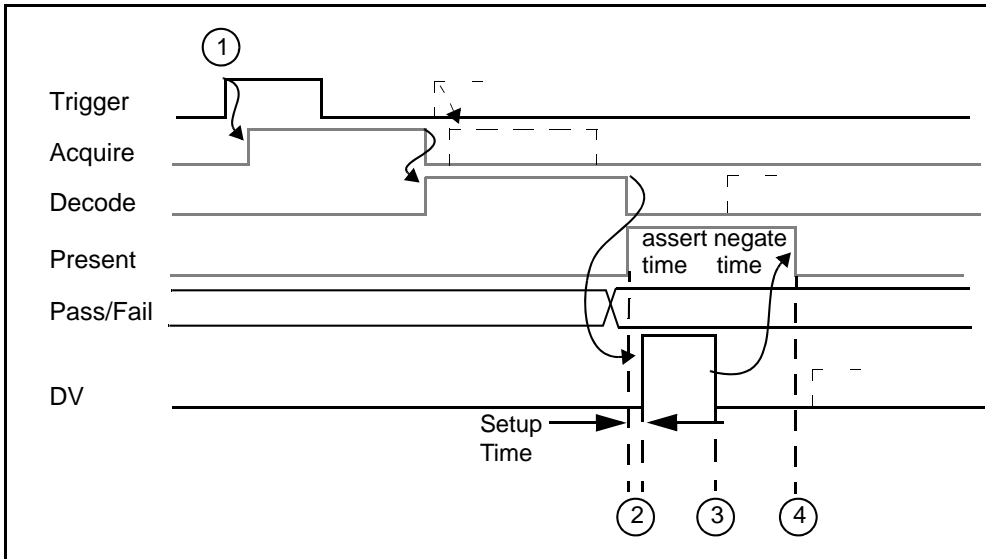 1
Trigger
Acquire
Decode
Present
assert negate
time time
Pass/Fail
DV
Setup
Time
2 3 4